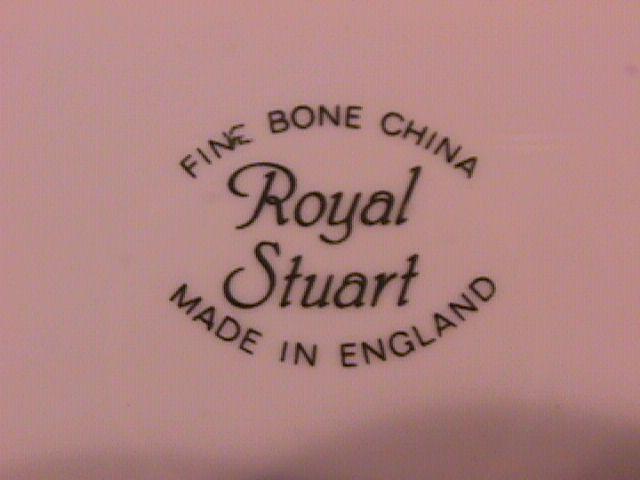 FINE BONE CHINA
Royal
Stuart
MADE IN ENGLAND